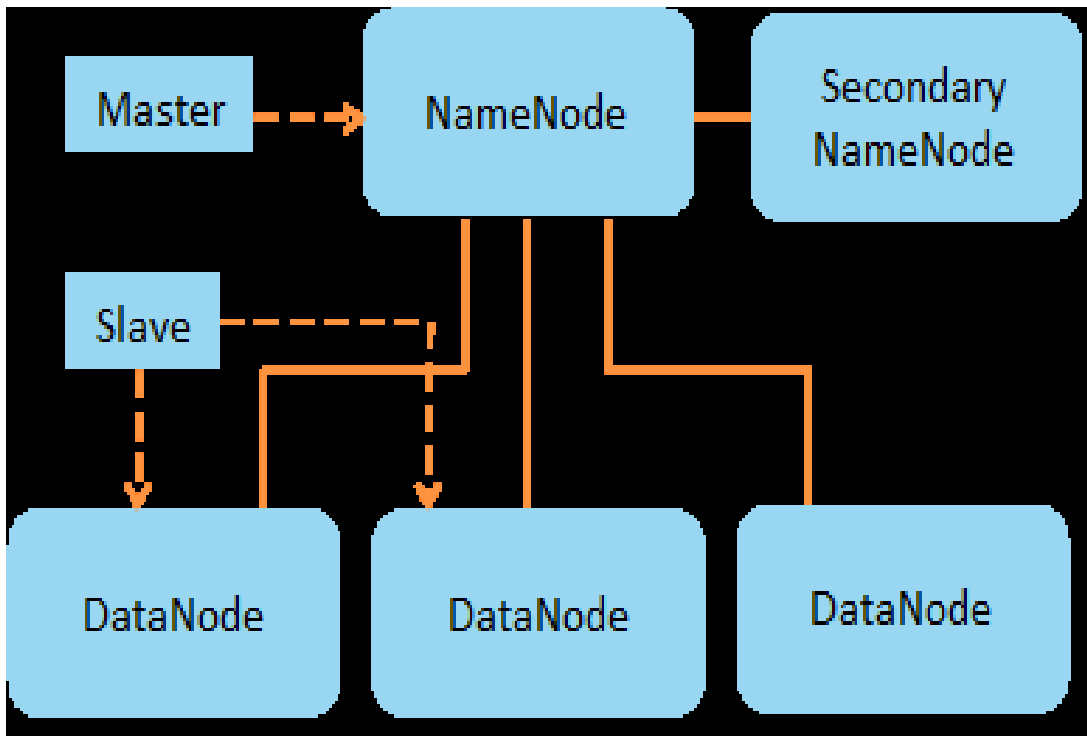 Master
NameNode
Secondary
NameNode
Slave
DataNode
DataNode
DataNode